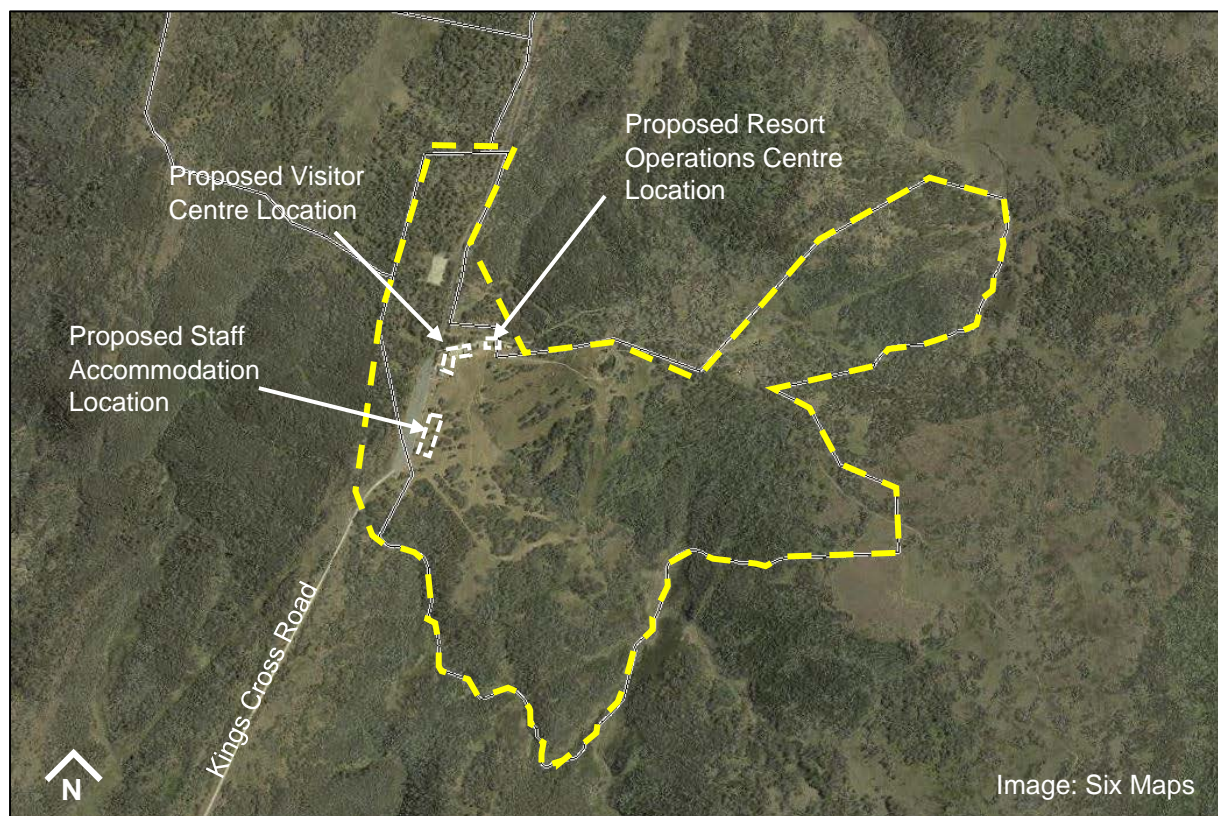 Proposed Resort
Operations Centre
Location
Proposed Visitor
Centre Location
Proposed Staff
Accommodation
Location
Kings Cross Road
N
Image: Six Maps